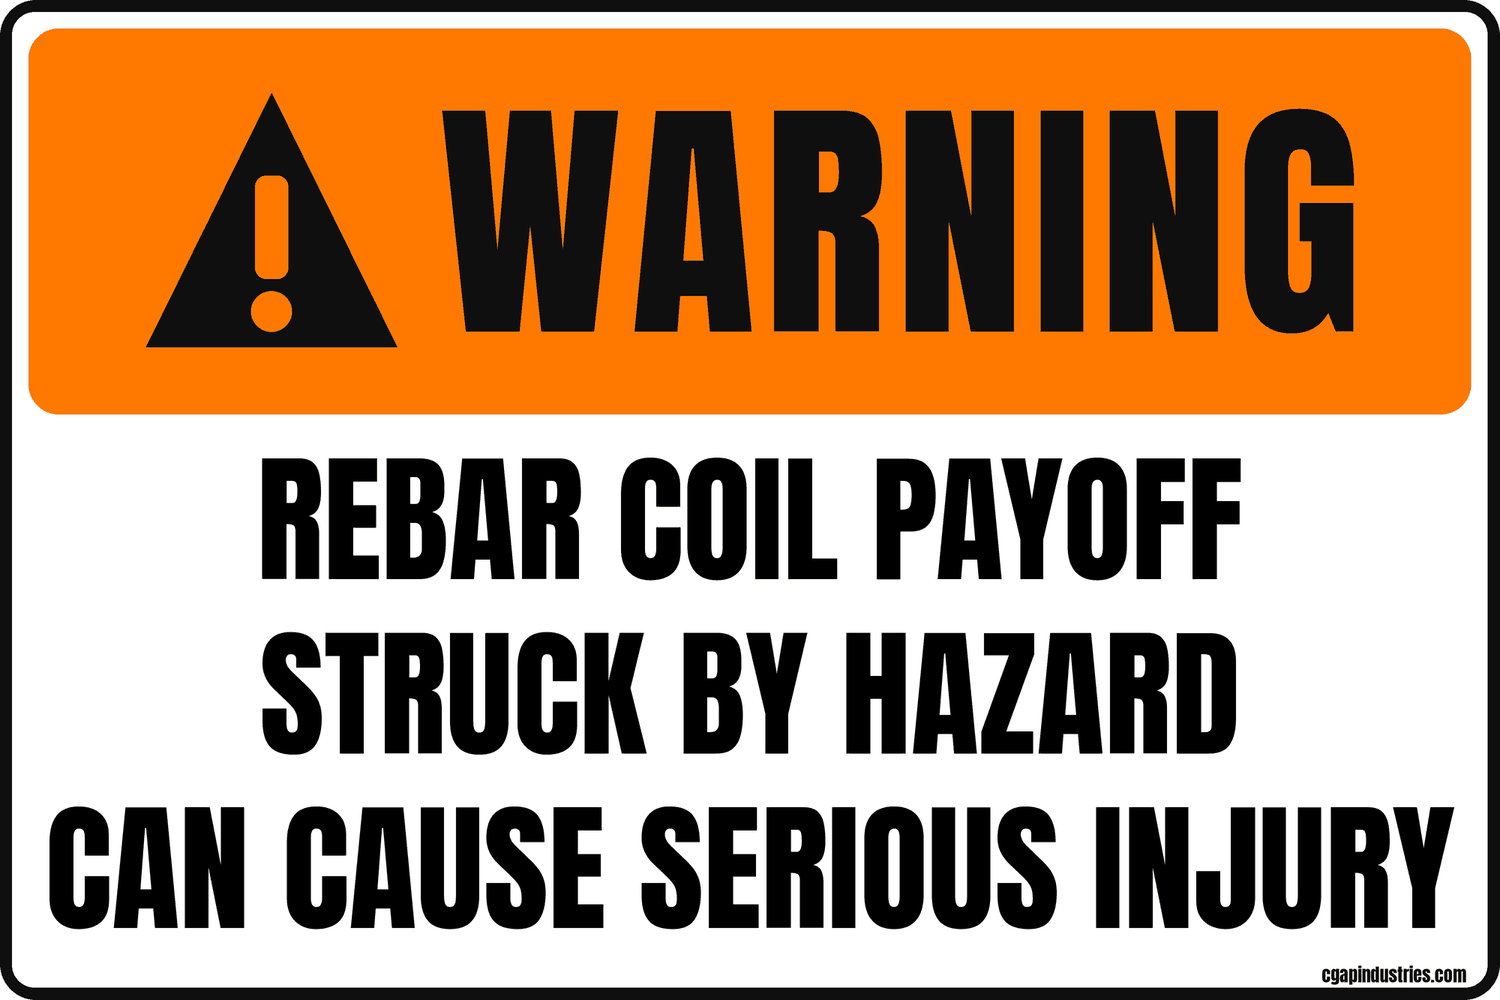 WARNING
REBAR COIL PAYOFF
STRUCK BY HAZARD
CAN CAUSE SERIOUS INJURY
cgapindustries.com